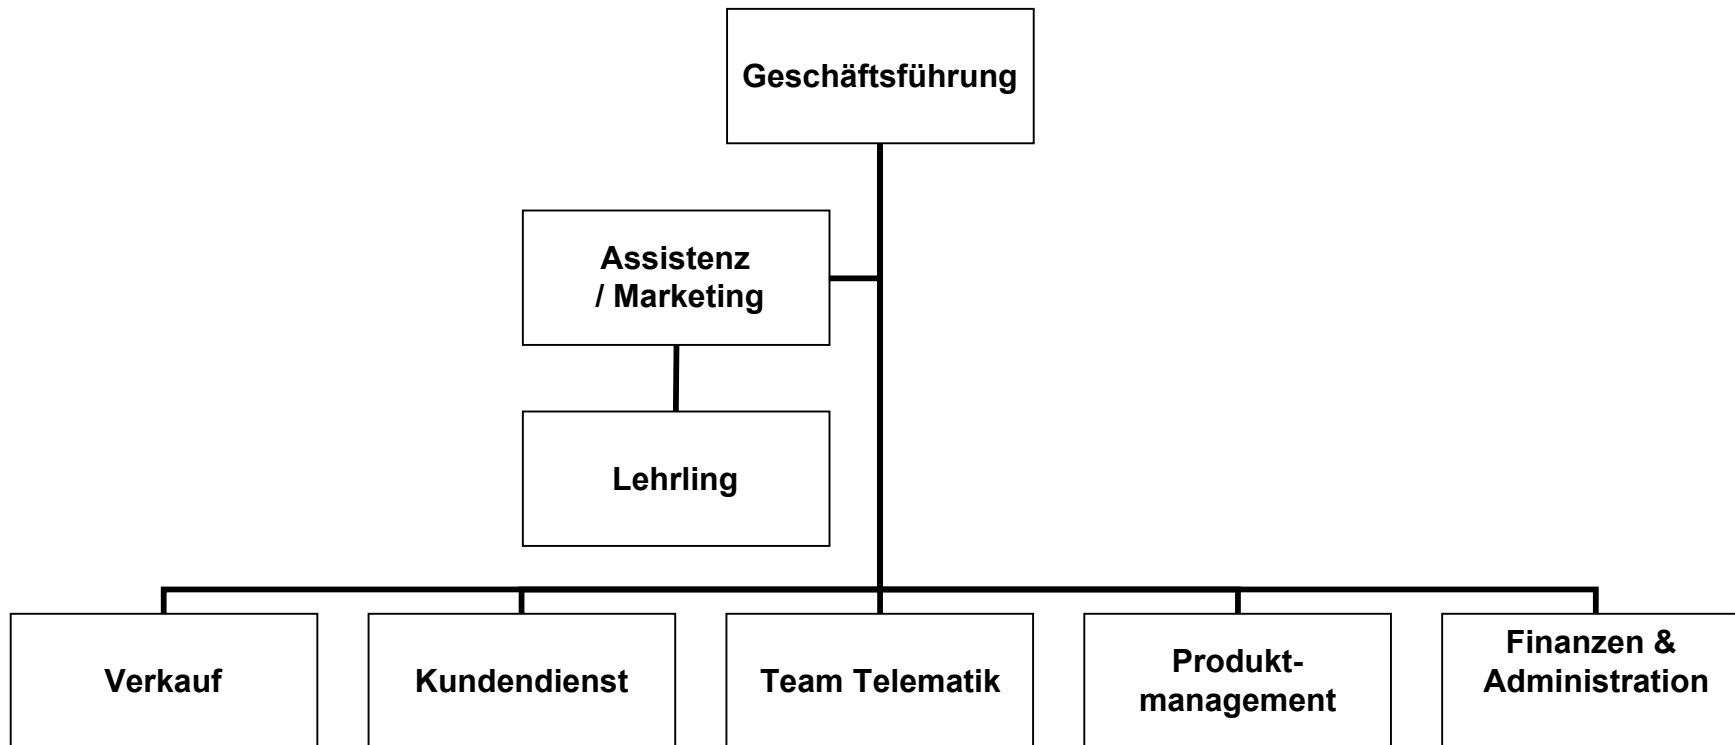 Geschäftsführung
Assistenz
/ Marketing
Lehrling
Verkauf
Kundendienst
Team Telematik
Produkt-
management
Finanzen &
Administration